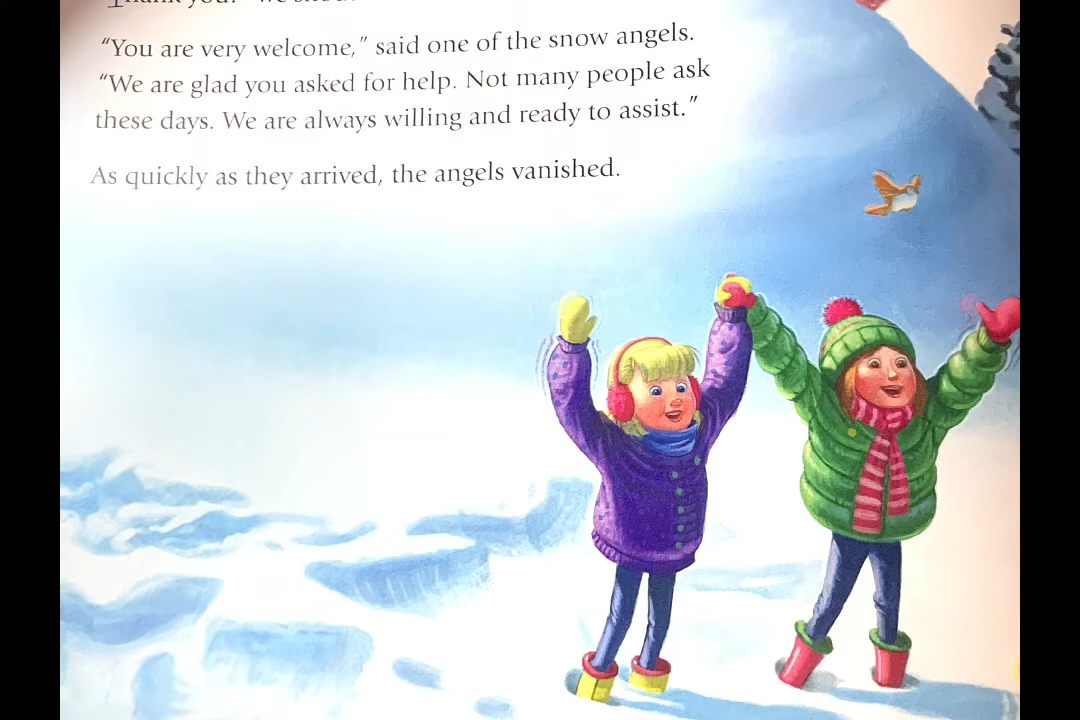 “You are very welcome,” said one of the snow angels.
“We are glad you asked for help. Not many people ask
these days. We are always willing and ready to assist.”
As quickly as they arrived, the angels vanished.